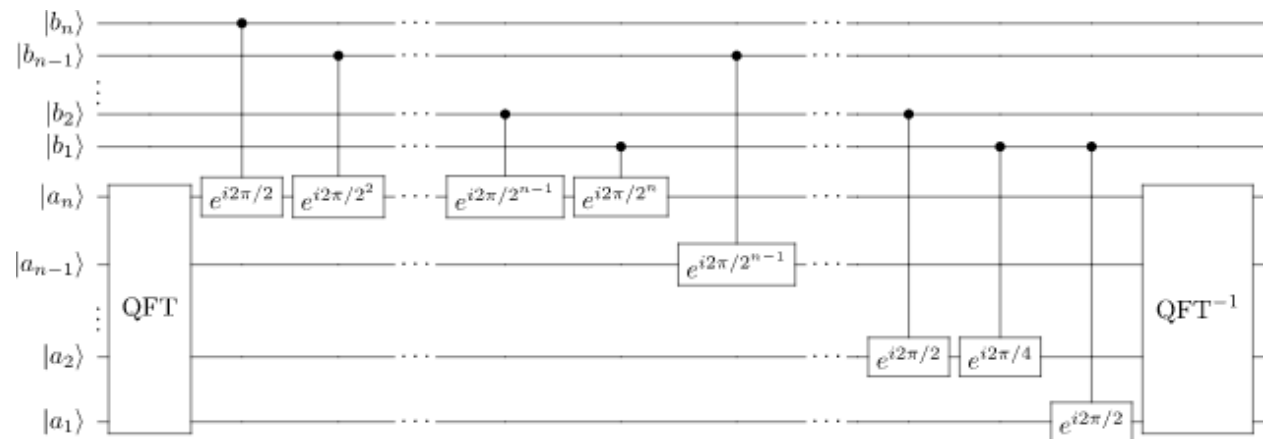 |b_n⟩
|b_{n-1}⟩
|b_2⟩
|b_1⟩
|a_n⟩ e^{i2π/2} e^{i2π/2^2} e^{i2π/2^{n-1}} e^{i2π/2^n}
|a_{n-1}⟩ e^{i2π/2^{n-1}}
QFT QFT^{-1}
|a_2⟩ e^{i2π/2} e^{i2π/4}
|a_1⟩ e^{i2π/2}